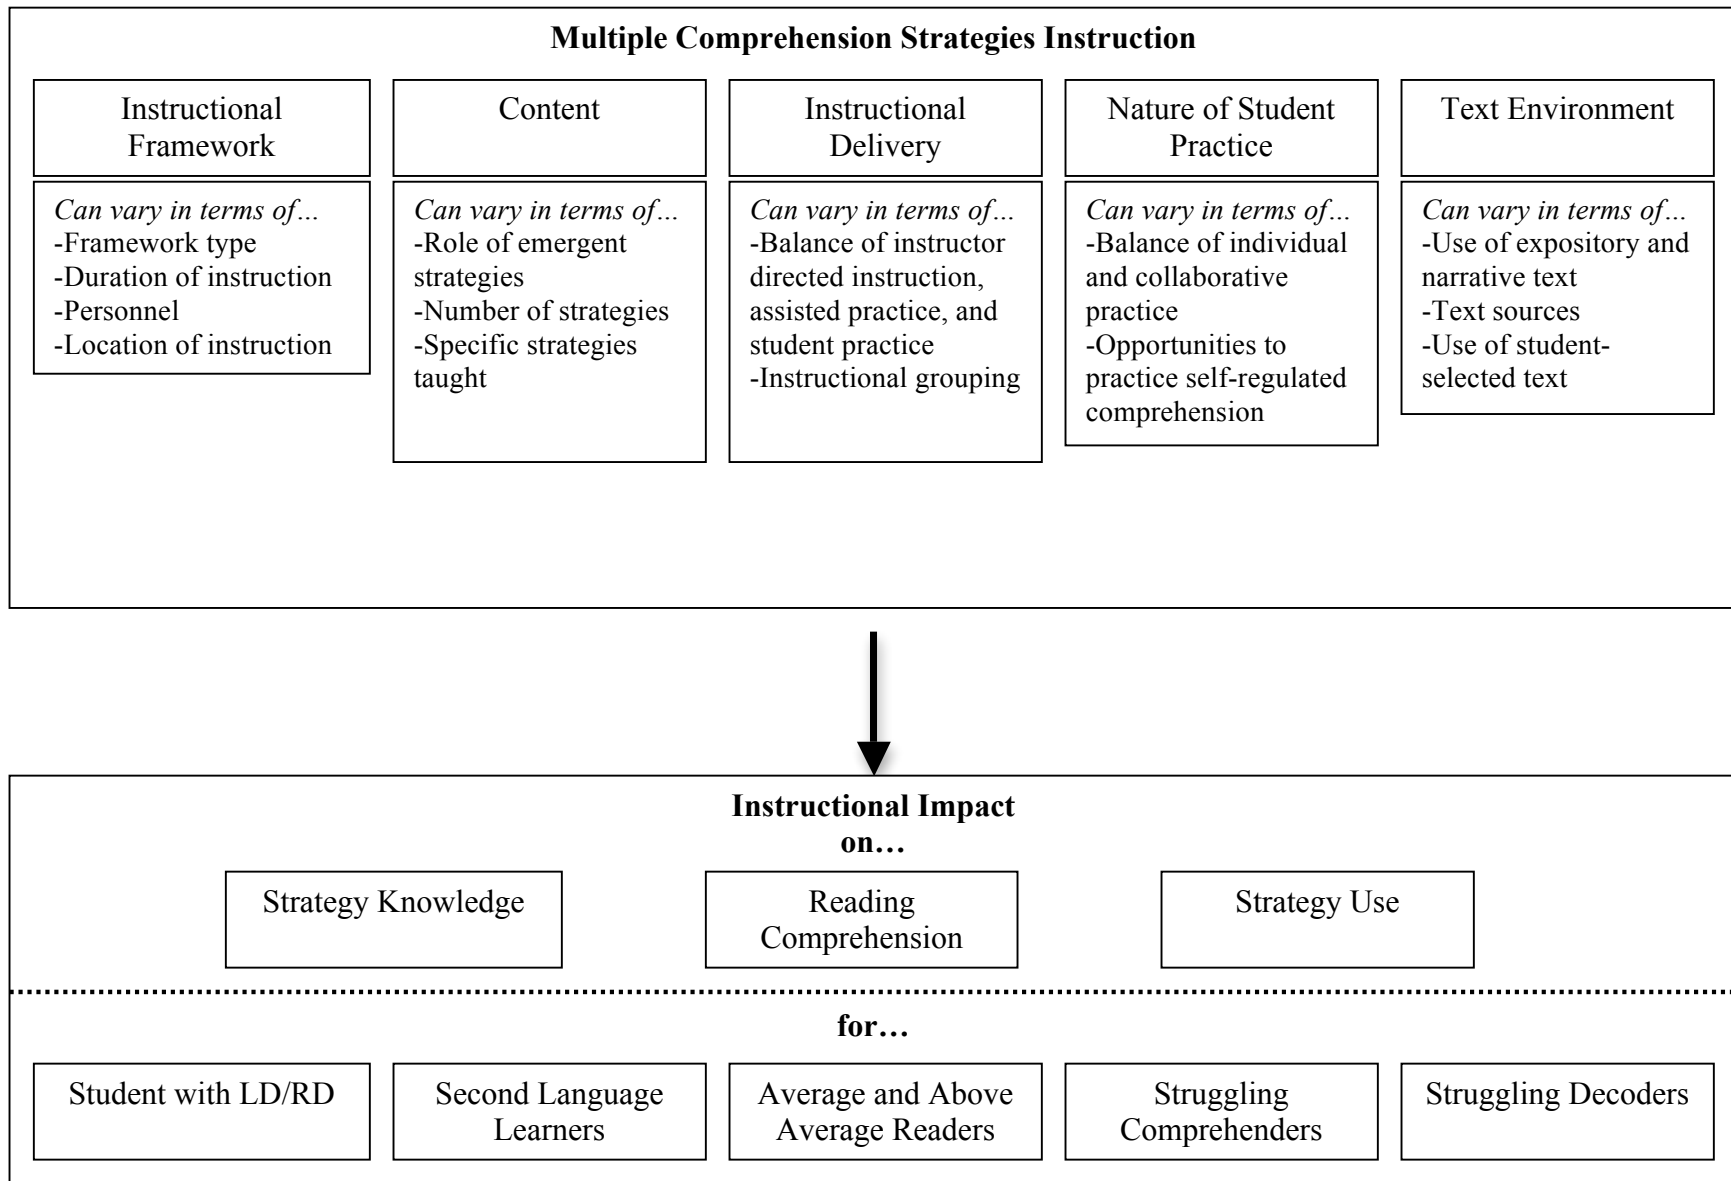 Multiple Comprehension Strategies Instruction
Instructional
Framework
Can vary in terms of…
-Framework type
-Duration of instruction
-Personnel
-Location of instruction
Content
Can vary in terms of…
-Role of emergent
strategies
-Number of strategies
-Specific strategies
taught
Instructional
Delivery
Can vary in terms of…
-Balance of instructor
directed instruction,
assisted practice, and
student practice
-Instructional grouping
Nature of Student
Practice
Can vary in terms of…
-Balance of individual
and collaborative
practice
-Opportunities to
practice self-regulated
comprehension
Text Environment
Can vary in terms of…
-Use of expository and
narrative text
-Text sources
-Use of student-
selected text
Instructional Impact
on…
Strategy Knowledge
Reading
Comprehension
Strategy Use
for…
Student with LD/RD
Second Language
Learners
Average and Above
Average Readers
Struggling
Comprehenders
Struggling Decoders